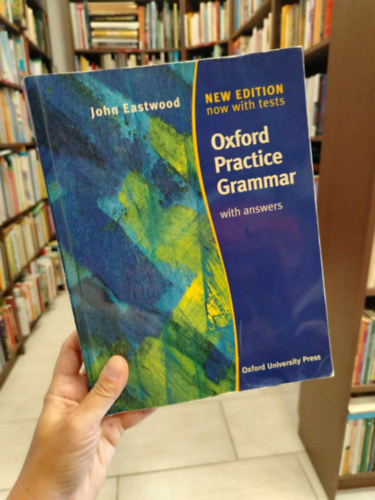 John Eastwood
NEW EDITION
now with tests
Oxford
Practice
Grammar
with answers
Oxford University Press